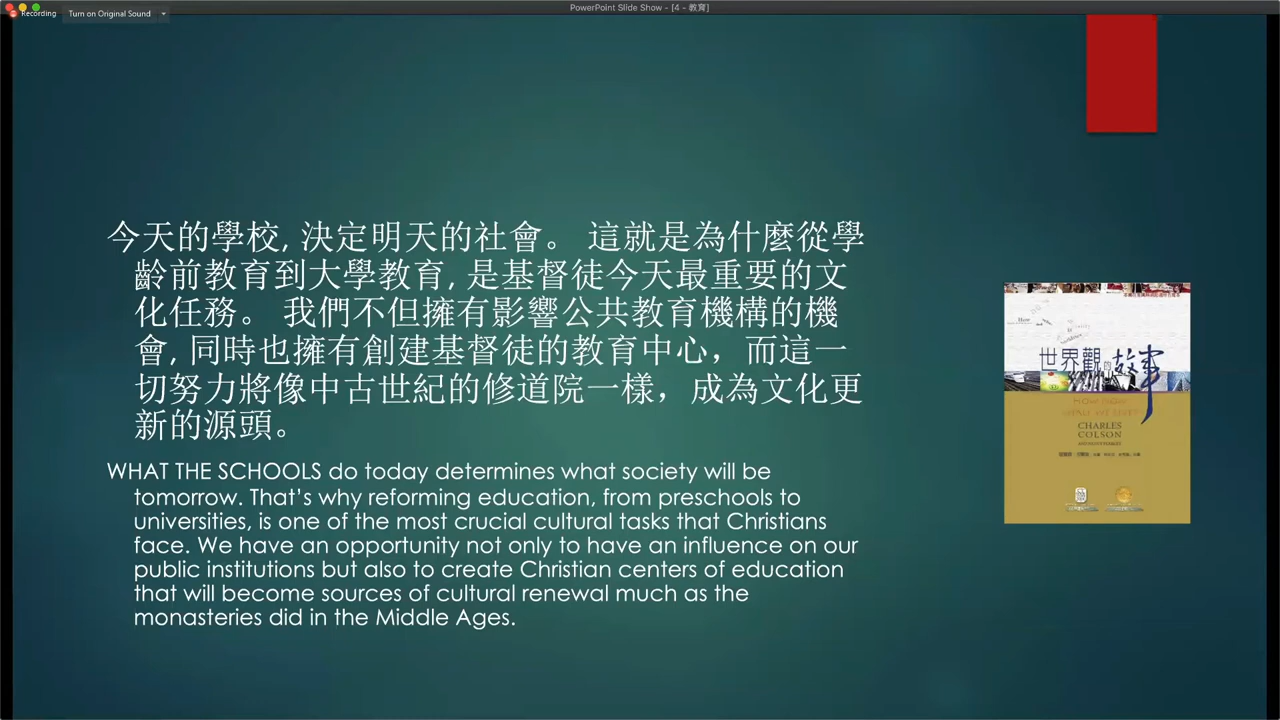 Recording
Turn on Original Sound
PowerPoint Slide Show - [4 - 教育]
今天的學校, 決定明天的社會。 這就是為什麼從學
齡前教育到大學教育, 是基督徒今天最重要的文
化任務。 我們不但擁有影響公共教育機構的機
會, 同時也擁有創建基督徒的教育中心，而這一
切努力將像中古世紀的修道院一樣，成為文化更
新的源頭。
WHAT THE SCHOOLS do today determines what society will be
tomorrow. That’s why reforming education, from preschools to
universities, is one of the most crucial cultural tasks that Christians
face. We have an opportunity not only to have an influence on our
public institutions but also to create Christian centers of education
that will become sources of cultural renewal much as the
monasteries did in the Middle Ages.
How
世界觀的故事
HOW NOW
SHALL WE LIVE?
CHARLES
COLSON